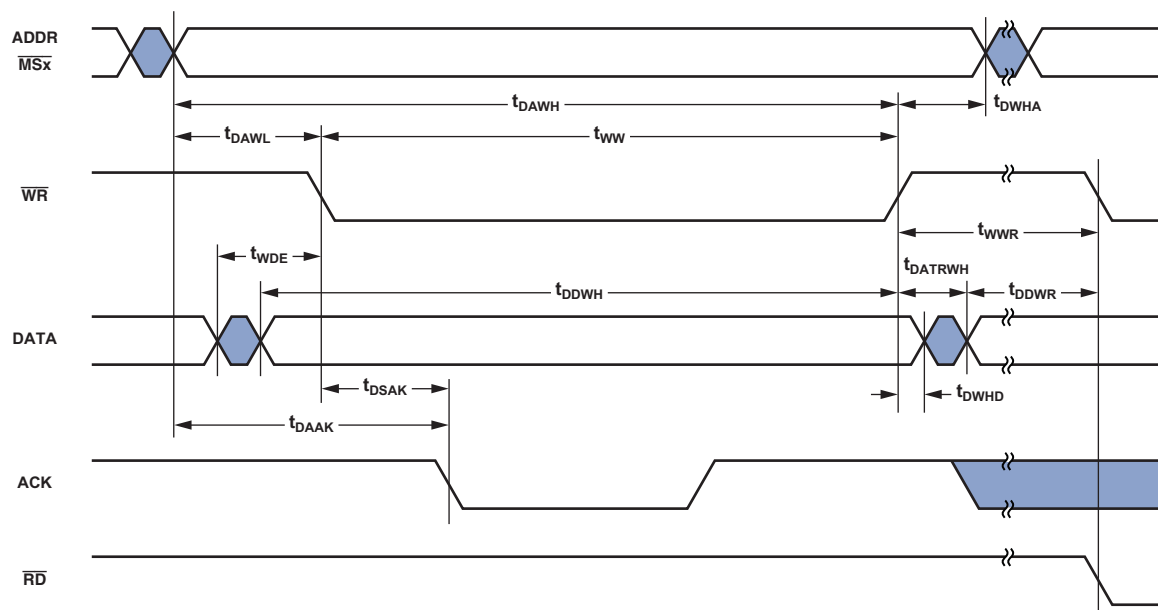 ADDR
MSx
tDAWH
tDWHA
tDAWL
tWW
WR
tWWR
tWDE
tDATRWH
tDDWH
tDDWR
DATA
tDSAK
tDWHD
tDAAK
ACK
RD